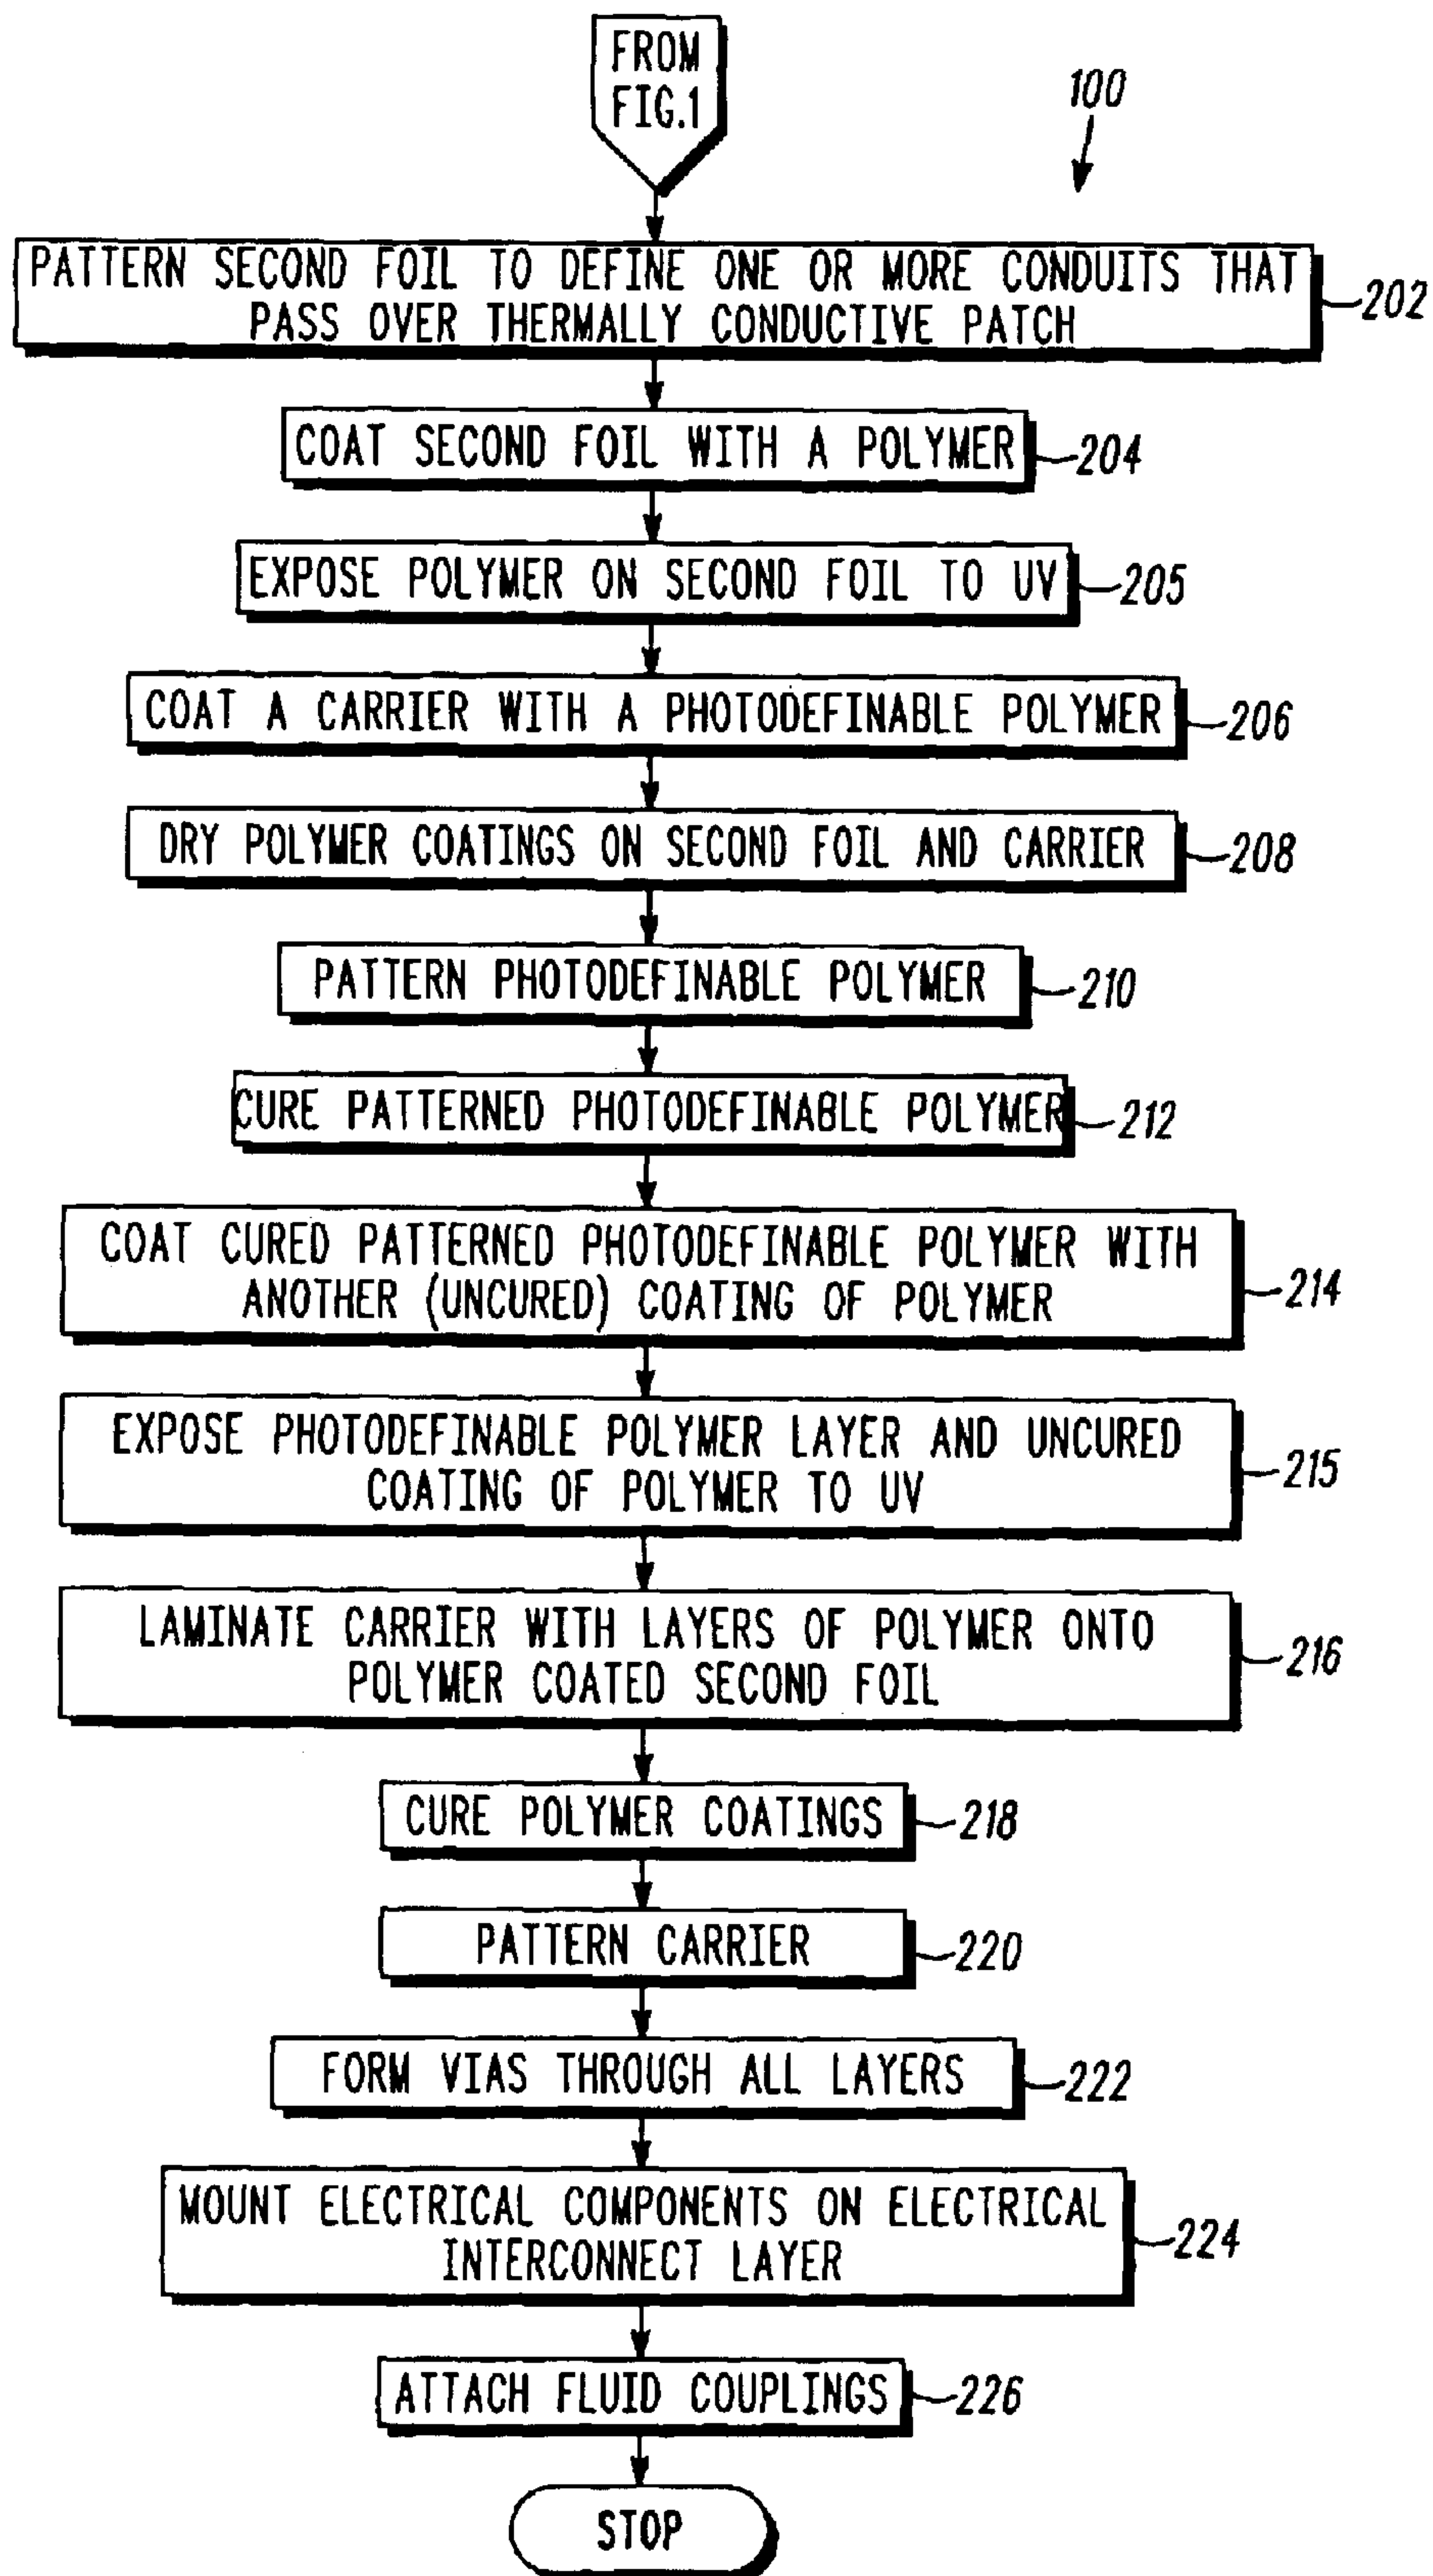 FROM
FIG.1
100
PATTERN SECOND FOIL TO DEFINE ONE OR MORE CONDUITS THAT
PASS OVER THERMALLY CONDUCTIVE PATCH
202
COAT SECOND FOIL WITH A POLYMER
204
EXPOSE POLYMER ON SECOND FOIL TO UV
205
COAT A CARRIER WITH A PHOTODEFINABLE POLYMER
206
DRY POLYMER COATINGS ON SECOND FOIL AND CARRIER
208
PATTERN PHOTODEFINABLE POLYMER
210
CURE PATTERNED PHOTODEFINABLE POLYMER
212
COAT CURED PATTERNED PHOTODEFINABLE POLYMER WITH
ANOTHER (UNCURED) COATING OF POLYMER
214
EXPOSE PHOTODEFINABLE POLYMER LAYER AND UNCURED
COATING OF POLYMER TO UV
215
LAMINATE CARRIER WITH LAYERS OF POLYMER ONTO
POLYMER COATED SECOND FOIL
216
CURE POLYMER COATINGS
218
PATTERN CARRIER
220
FORM VIAS THROUGH ALL LAYERS
222
MOUNT ELECTRICAL COMPONENTS ON ELECTRICAL
INTERCONNECT LAYER
224
ATTACH FLUID COUPLINGS
226
STOP